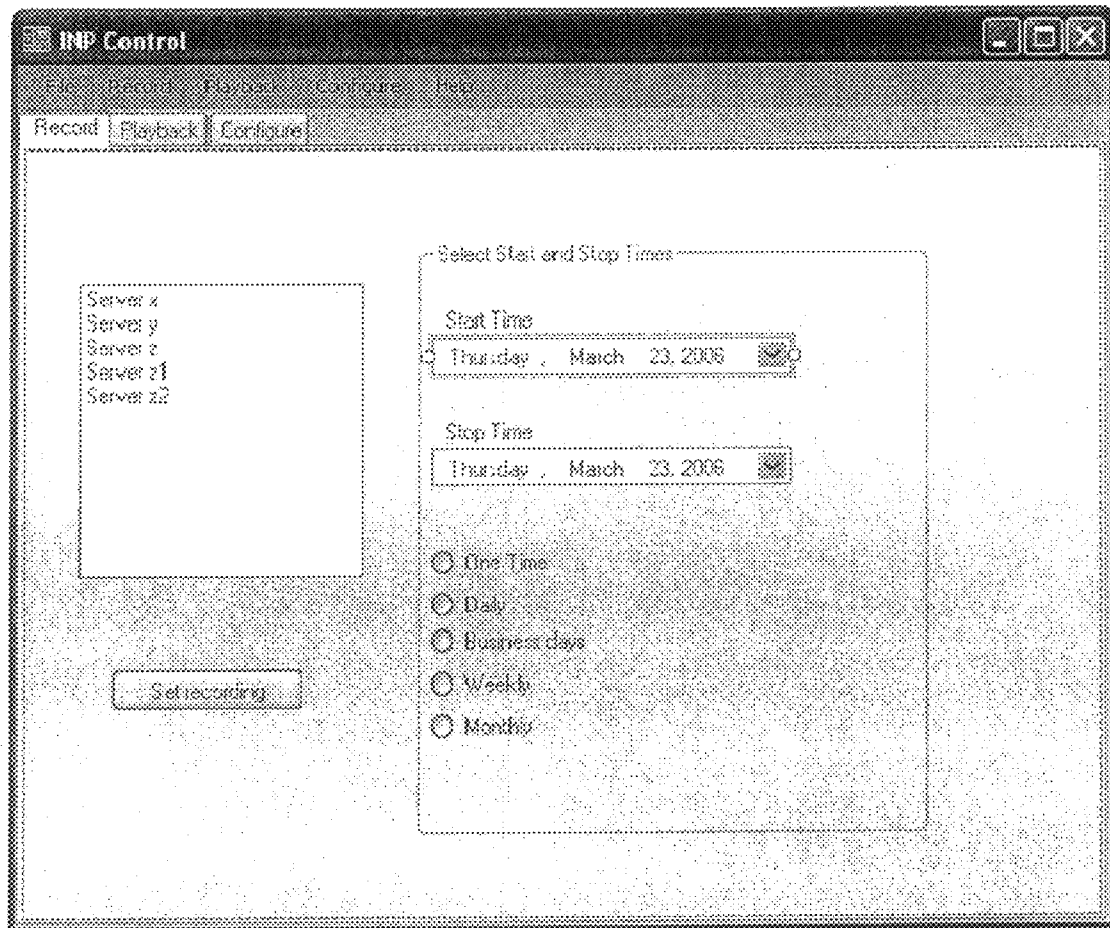 INP Control
File Record Playback Configure Help
Record Playback Configure
Select Start and Stop Times
Server x
Server y
Server z
Server z1
Server z2
Start Time
Thursday , March 23, 2006
Stop Time
Thursday , March 23, 2006
One Time
Daily
Business days
Weekly
Monthly
Set recording